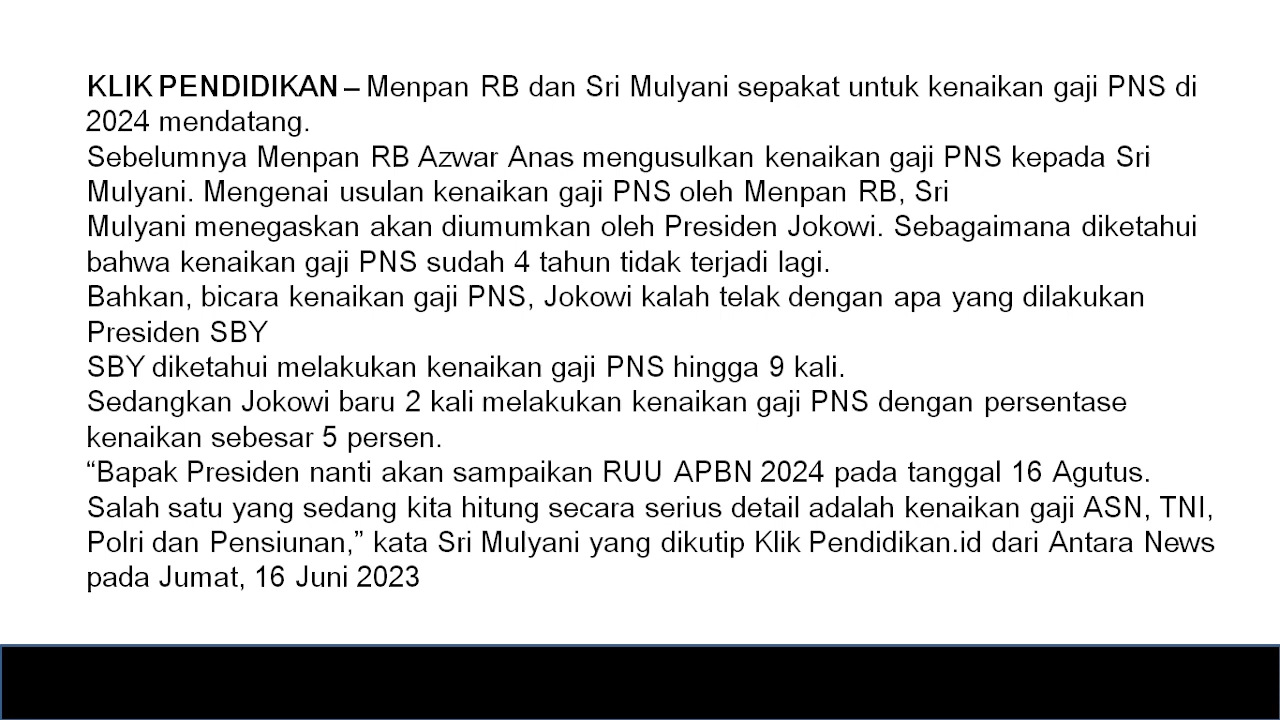 KLIK PENDIDIKAN – Menpan RB dan Sri Mulyani sepakat untuk kenaikan gaji PNS di
2024 mendatang.
Sebelumnya Menpan RB Azwar Anas mengusulkan kenaikan gaji PNS kepada Sri
Mulyani. Mengenai usulan kenaikan gaji PNS oleh Menpan RB, Sri
Mulyani menegaskan akan diumumkan oleh Presiden Jokowi. Sebagaimana diketahui
bahwa kenaikan gaji PNS sudah 4 tahun tidak terjadi lagi.
Bahkan, bicara kenaikan gaji PNS, Jokowi kalah telak dengan apa yang dilakukan
Presiden SBY
SBY diketahui melakukan kenaikan gaji PNS hingga 9 kali.
Sedangkan Jokowi baru 2 kali melakukan kenaikan gaji PNS dengan persentase
kenaikan sebesar 5 persen.
“Bapak Presiden nanti akan sampaikan RUU APBN 2024 pada tanggal 16 Agutus.
Salah satu yang sedang kita hitung secara serius detail adalah kenaikan gaji ASN, TNI,
Polri dan Pensiunan,” kata Sri Mulyani yang dikutip Klik Pendidikan.id dari Antara News
pada Jumat, 16 Juni 2023